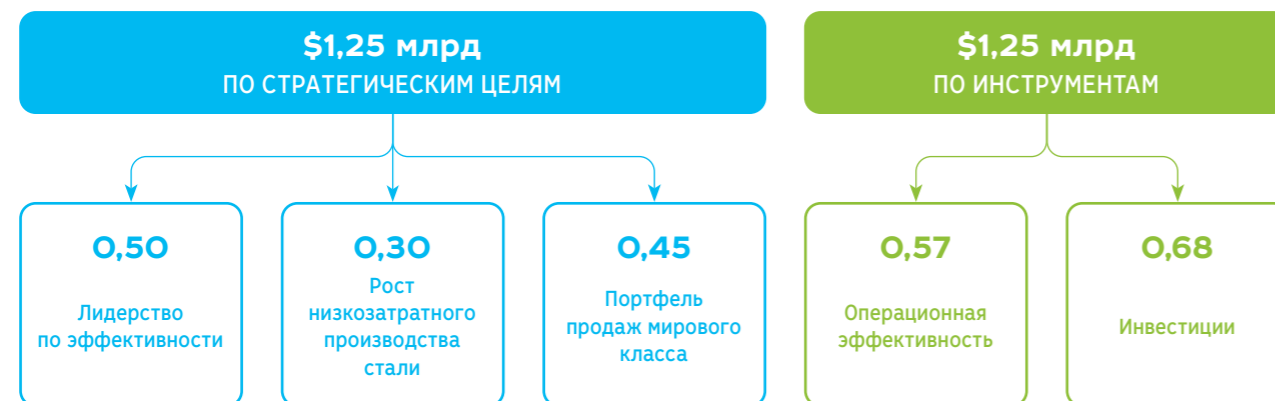 $1,25 млрд
ПО СТРАТЕГИЧЕСКИМ ЦЕЛЯМ
0,50
Лидерство
по эффективности
0,30
Рост
низкозатратного
производства
стали
0,45
Портфель
продаж мирового
класса
$1,25 млрд
ПО ИНСТРУМЕНТАМ
0,57
Операционная
эффективность
0,68
Инвестиции